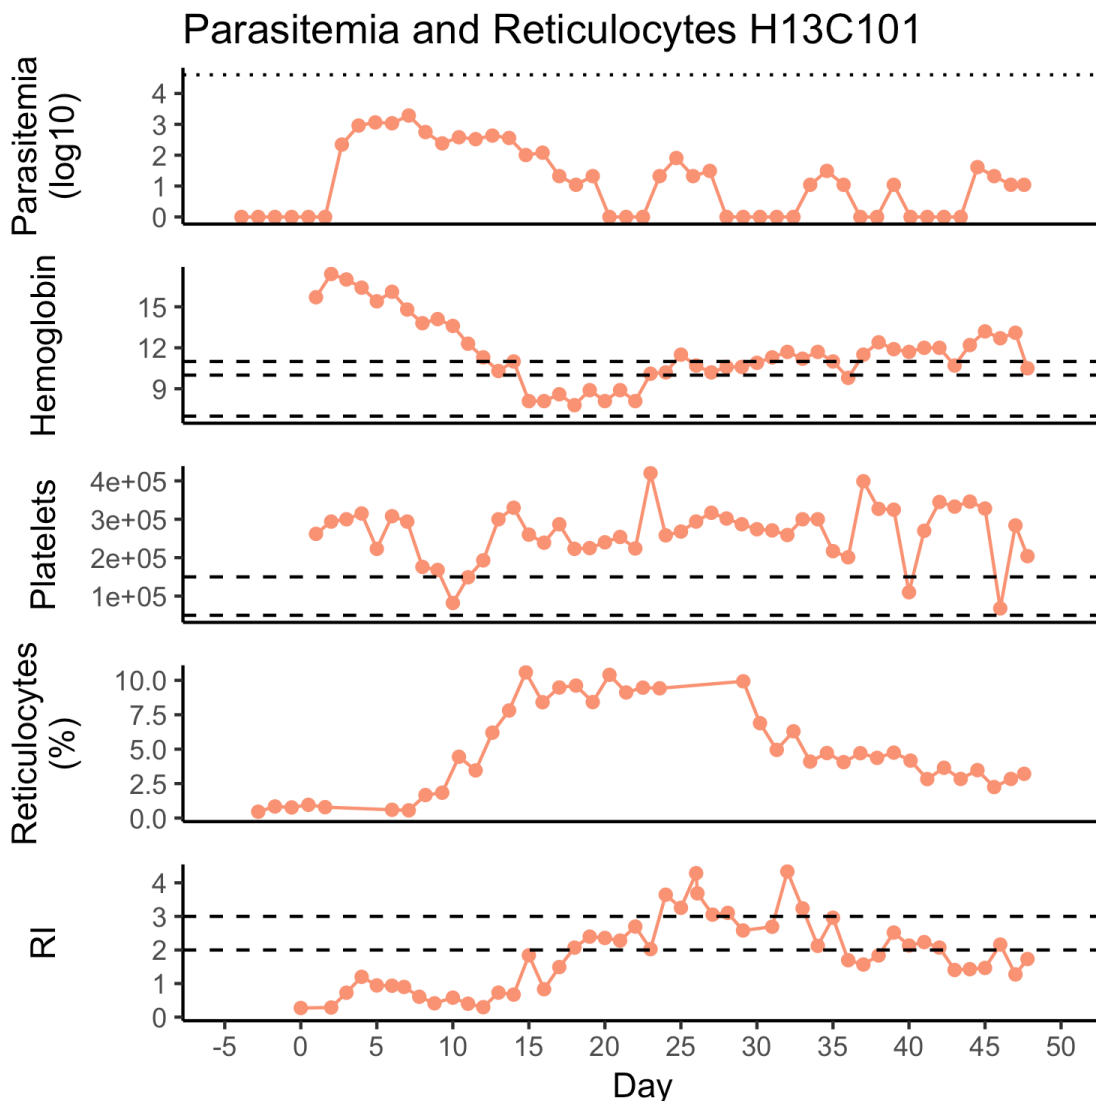 Parasitemia and Reticulocytes H13C101
Parasitemia
(log10)
4
3
2
1
0
Hemoglobin
15
12
9
Platelets
4e+05
3e+05
2e+05
1e+05
Reticulocytes
(%)
10.0
7.5
5.0
2.5
0.0
RI
4
3
2
1
0
-5 0 5 10 15 20 25 30 35 40 45 50
Day